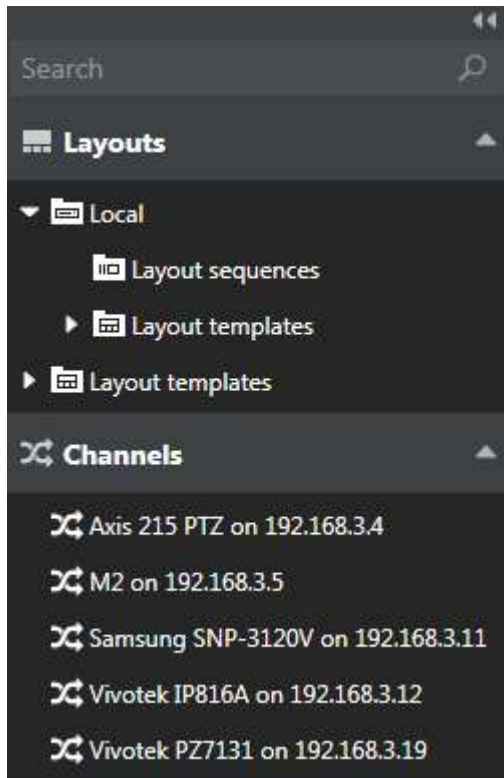 Search
Layouts
Local
Layout sequences
Layout templates
Layout templates
Channels
Axis 215 PTZ on 192.168.3.4
M2 on 192.168.3.5
Samsung SNP-3120V on 192.168.3.11
Vivotek IP816A on 192.168.3.12
Vivotek PZ7131 on 192.168.3.19